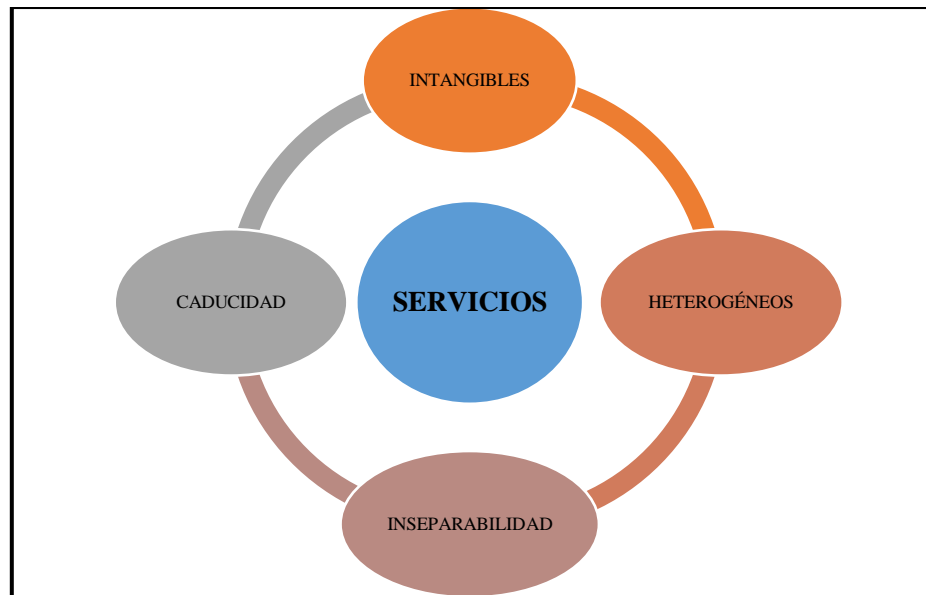 INTANGIBLES
CADUCIDAD
SERVICIOS
HETEROGÉNEOS
INSEPARABILIDAD